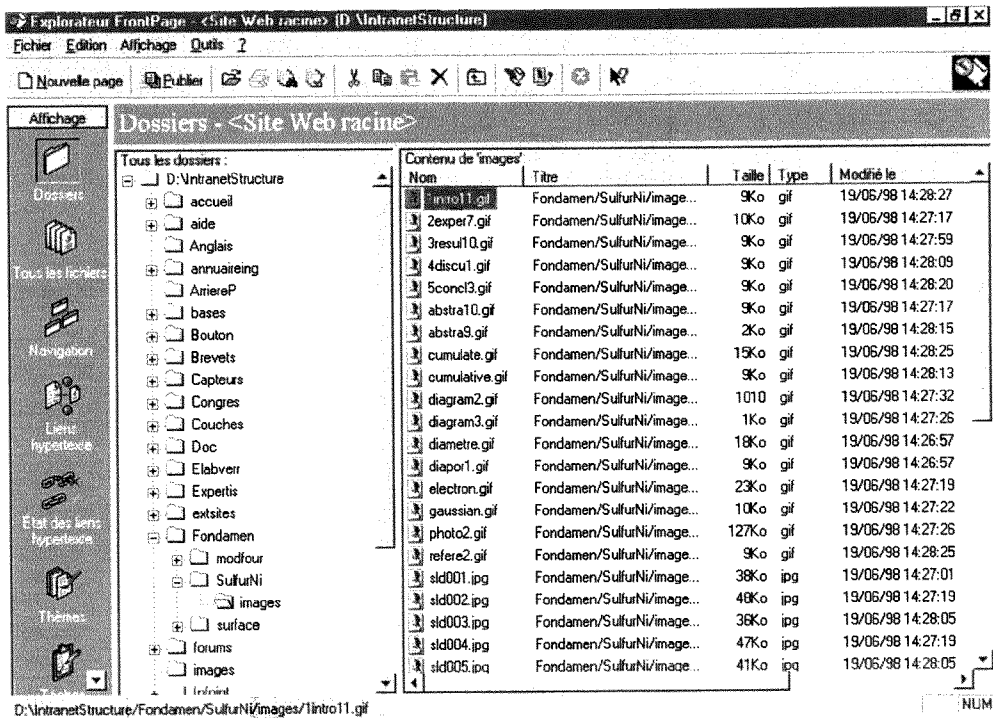 Explorateur FrontPage - <Site Web racine> (D:\IntranetStructure)
Fichier Edition Affichage Outils ?
Nouvelle page Publier
Affichage
Dossiers - <Site Web racine>
Dossiers
Tous les fichiers
Navigation
Liens
hypertexte
Etat des liens
hypertexte
Thèmes
Tous les dossiers :
D:\IntranetStructure
accueil
aide
Anglais
annuaireing
ArriereP
bases
Bouton
Brevets
Capteurs
Congres
Couches
Doc
Elabverr
Expertis
extsites
Fondamen
modfour
SulfurNi
images
surface
forums
images
Contenu de 'images'
Nom Titre Taille Type Modifié le
1intro11.gif Fondamen/SulfurNi/image... 9Ko gif 19/06/98 14:28:27
2exper7.gif Fondamen/SulfurNi/image... 10Ko gif 19/06/98 14:27:17
3resul10.gif Fondamen/SulfurNi/image... 9Ko gif 19/06/98 14:27:59
4discu1.gif Fondamen/SulfurNi/image... 9Ko gif 19/06/98 14:28:09
5concl3.gif Fondamen/SulfurNi/image... 9Ko gif 19/06/98 14:28:20
abstra10.gif Fondamen/SulfurNi/image... 9Ko gif 19/06/98 14:27:17
abstra9.gif Fondamen/SulfurNi/image... 2Ko gif 19/06/98 14:28:15
cumulate.gif Fondamen/SulfurNi/image... 15Ko gif 19/06/98 14:28:25
cumulative.gif Fondamen/SulfurNi/image... 9Ko gif 19/06/98 14:28:13
diagram2.gif Fondamen/SulfurNi/image... 1010 gif 19/06/98 14:27:32
diagram3.gif Fondamen/SulfurNi/image... 1Ko gif 19/06/98 14:27:26
diametre.gif Fondamen/SulfurNi/image... 18Ko gif 19/06/98 14:26:57
diapor1.gif Fondamen/SulfurNi/image... 9Ko gif 19/06/98 14:26:57
electron.gif Fondamen/SulfurNi/image... 23Ko gif 19/06/98 14:27:19
gaussian.gif Fondamen/SulfurNi/image... 10Ko gif 19/06/98 14:27:22
photo2.gif Fondamen/SulfurNi/image... 127Ko gif 19/06/98 14:27:26
refere2.gif Fondamen/SulfurNi/image... 9Ko gif 19/06/98 14:28:25
sld001.jpg Fondamen/SulfurNi/image... 38Ko jpg 19/06/98 14:27:01
sld002.jpg Fondamen/SulfurNi/image... 48Ko jpg 19/06/98 14:27:19
sld003.jpg Fondamen/SulfurNi/image... 36Ko jpg 19/06/98 14:28:05
sld004.jpg Fondamen/SulfurNi/image... 47Ko jpg 19/06/98 14:27:19
sld005.jpg Fondamen/SulfurNi/image... 41Ko jpg 19/06/98 14:28:05
D:\IntranetStructure/Fondamen/SulfurNi/images/1intro11.gif
NUM